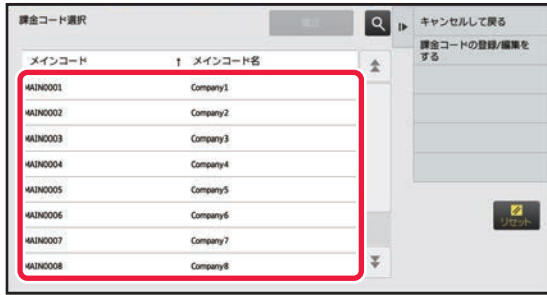 課金コード選択
キャンセルして戻る
課金コードの登録/編集を
する
メインコード ↑ メインコード名
MAIN0001 Company1
MAIN0002 Company2
MAIN0003 Company3
MAIN0004 Company4
MAIN0005 Company5
MAIN0006 Company6
MAIN0007 Company7
MAIN0008 Company8
リセット